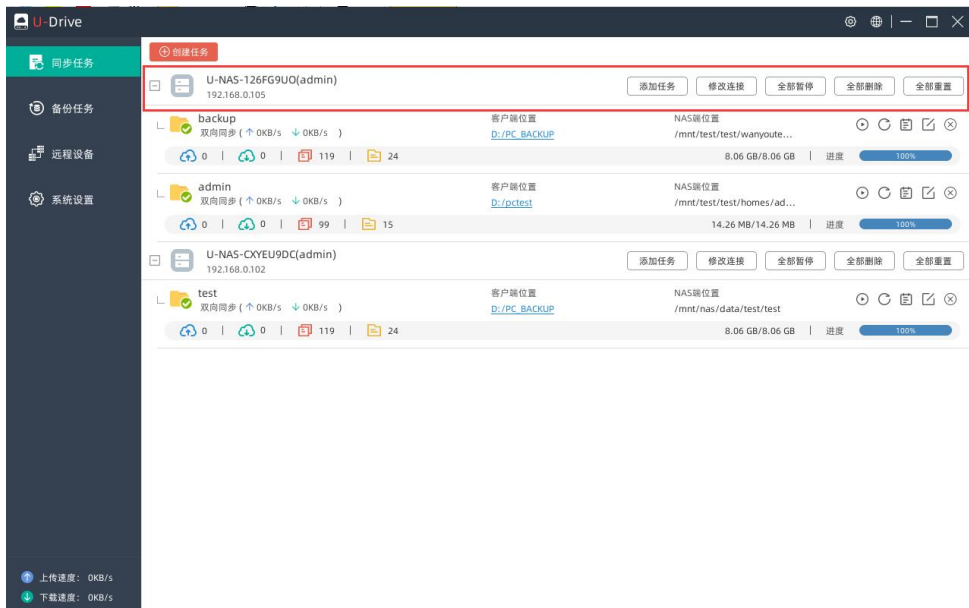 U-Drive
同步任务
备份任务
远程设备
系统设置
上传速度: 0KB/s
下载速度: 0KB/s
创建任务
U-NAS-126FG9UO(admin)
192.168.0.105
添加任务 修改连接 全部暂停 全部删除 全部重置
backup
双向同步 ( ↑ 0KB/s ↓ 0KB/s )
客户端位置
D:/PC_BACKUP
NAS端位置
/mnt/test/test/wanyoute...
0 | 0 | 119 | 24
8.06 GB/8.06 GB | 进度 100%
admin
双向同步 ( ↑ 0KB/s ↓ 0KB/s )
客户端位置
D:/pctest
NAS端位置
/mnt/test/test/homes/ad...
0 | 0 | 99 | 15
14.26 MB/14.26 MB | 进度 100%
U-NAS-CXYEU9DC(admin)
192.168.0.102
添加任务 修改连接 全部暂停 全部删除 全部重置
test
双向同步 ( ↑ 0KB/s ↓ 0KB/s )
客户端位置
D:/PC_BACKUP
NAS端位置
/mnt/nas/data/test/test
0 | 0 | 119 | 24
8.06 GB/8.06 GB | 进度 100%